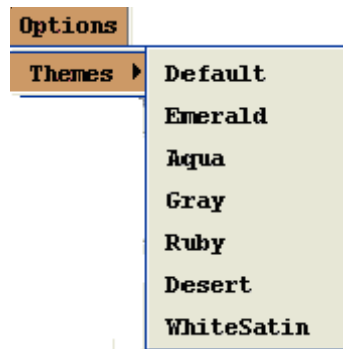 Options
Themes Default
Emerald
Aqua
Gray
Ruby
Desert
WhiteSatin